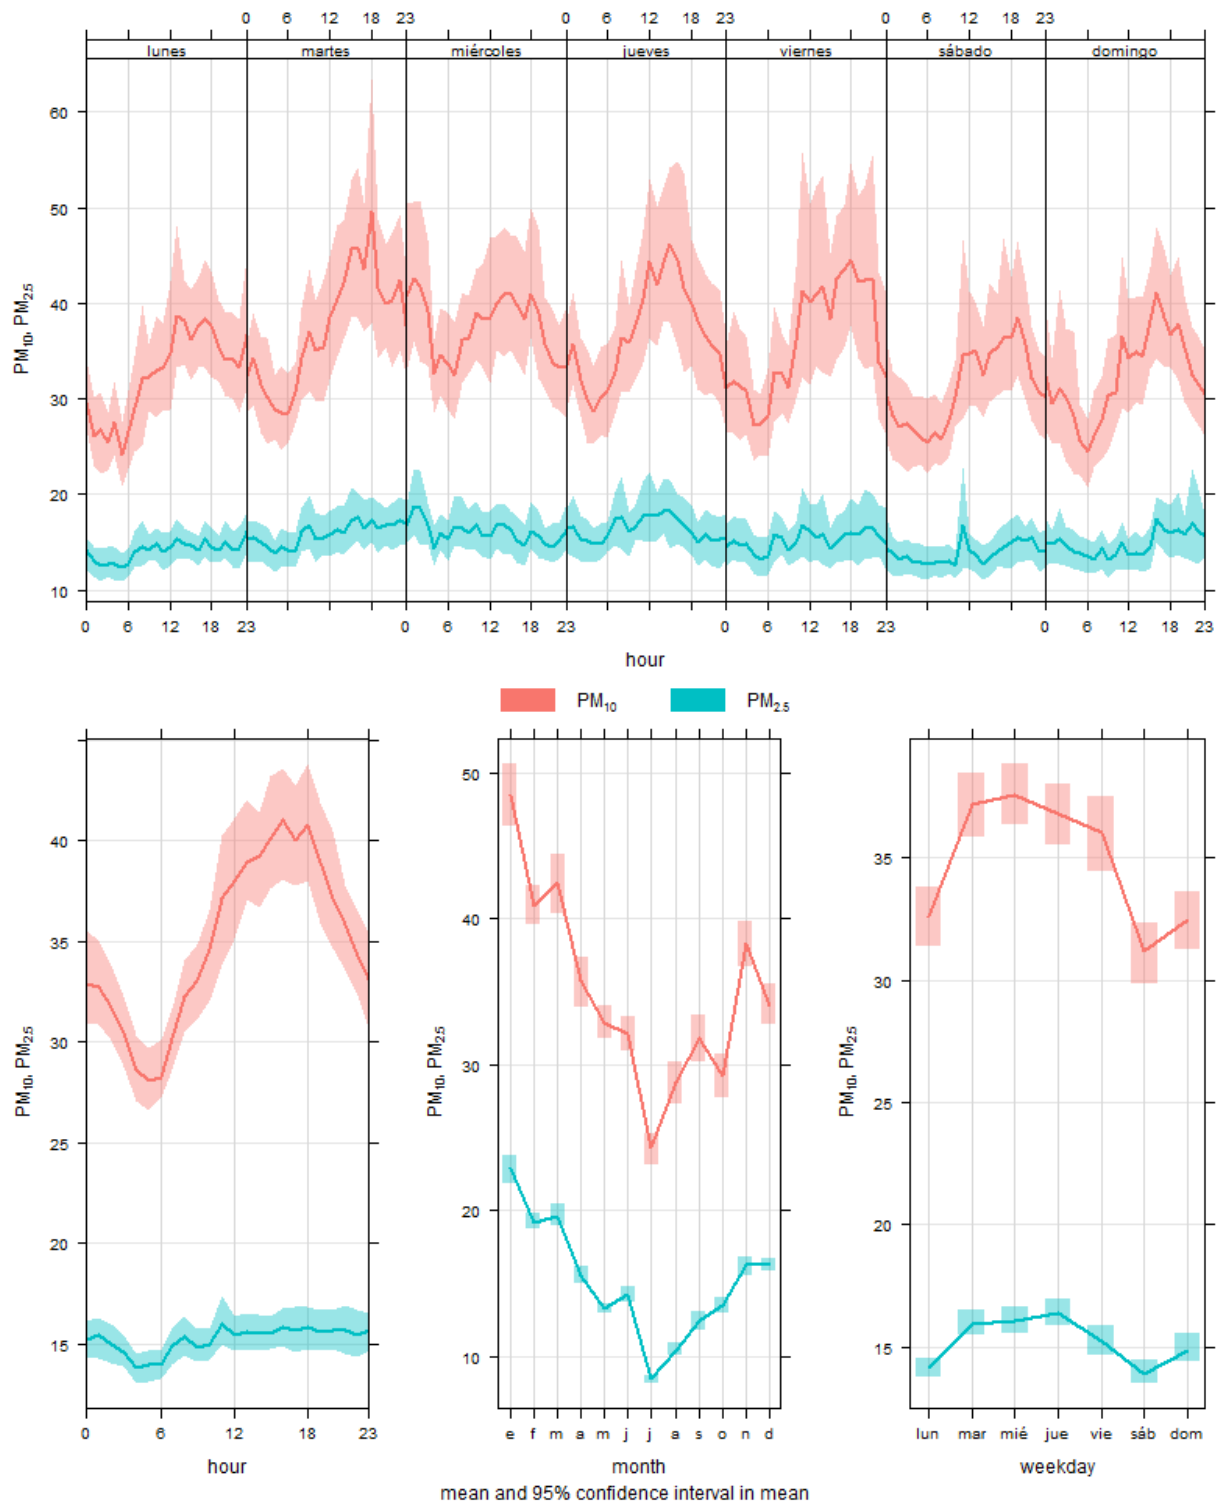 0 6 12 18 23 0 6 12 18 23 0 6 12 18 23
lunes martes miércoles jueves viernes sábado domingo
60
50
40
30
20
10
PM10, PM2.5
0 6 12 18 23 0 6 12 18 23 0 6 12 18 23 0 6 12 18 23
hour
PM10 PM2.5
40
35
30
25
20
15
PM10, PM2.5
0 6 12 18 23
hour
50
40
30
20
10
PM10, PM2.5
e f m a m j j a s o n d
month
35
30
25
20
15
PM10, PM2.5
lun mar mié jue vie sáb dom
weekday
mean and 95% confidence interval in mean